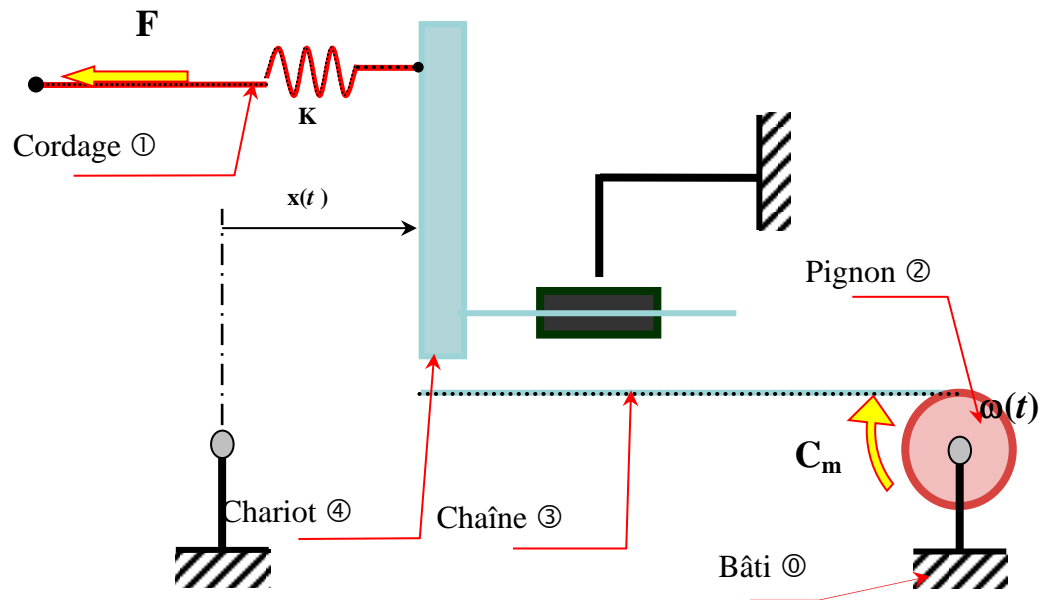 F
K
Cordage ①
x(t )
Pignon ②
ω(t)
Cm
Chariot ④
Chaîne ③
Bâti ⓪